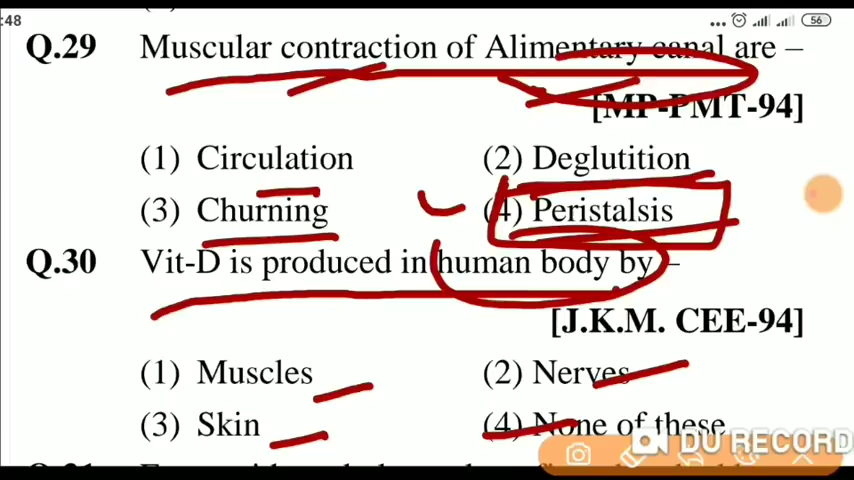 :48 ... 56
Q.29 Muscular contraction of Alimentary canal are –
[MP-PMT-94]
(1) Circulation (2) Deglutition
(3) Churning (4) Peristalsis
Q.30 Vit-D is produced in human body by –
[J.K.M. CEE-94]
(1) Muscles (2) Nerves
(3) Skin (4) None of these
DU RECORD